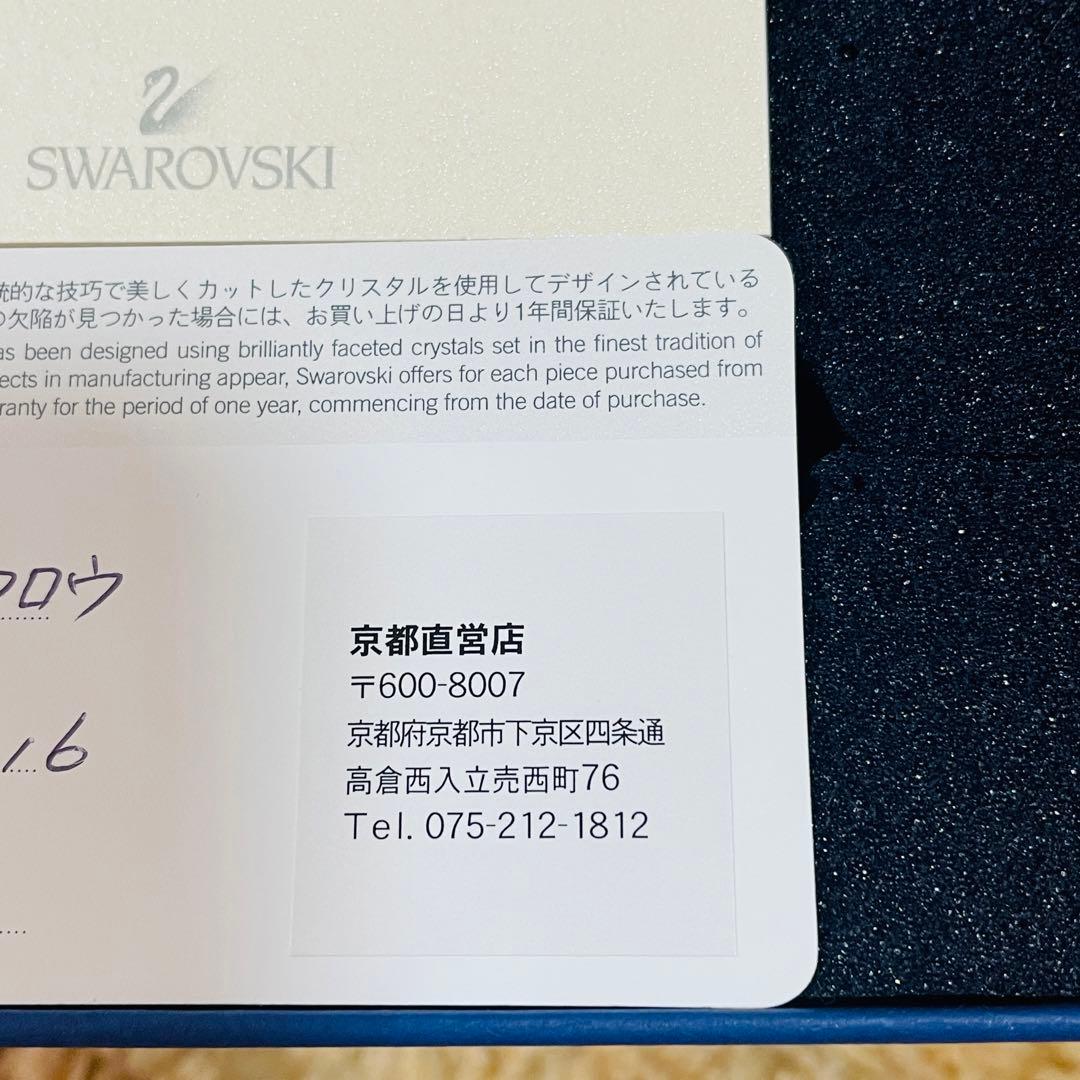 SWAROVSKI
統的な技巧で美しくカットしたクリスタルを使用してデザインされている
の欠陥が見つかった場合には、お買い上げの日より1年間保証いたします。
as been designed using brilliantly faceted crystals set in the finest tradition of
ects in manufacturing appear, Swarovski offers for each piece purchased from
ranty for the period of one year, commencing from the date of purchase.
クロウ
京都直営店
〒600-8007
京都府京都市下京区四条通
高倉西入立売西町76
Tel. 075-212-1812
6